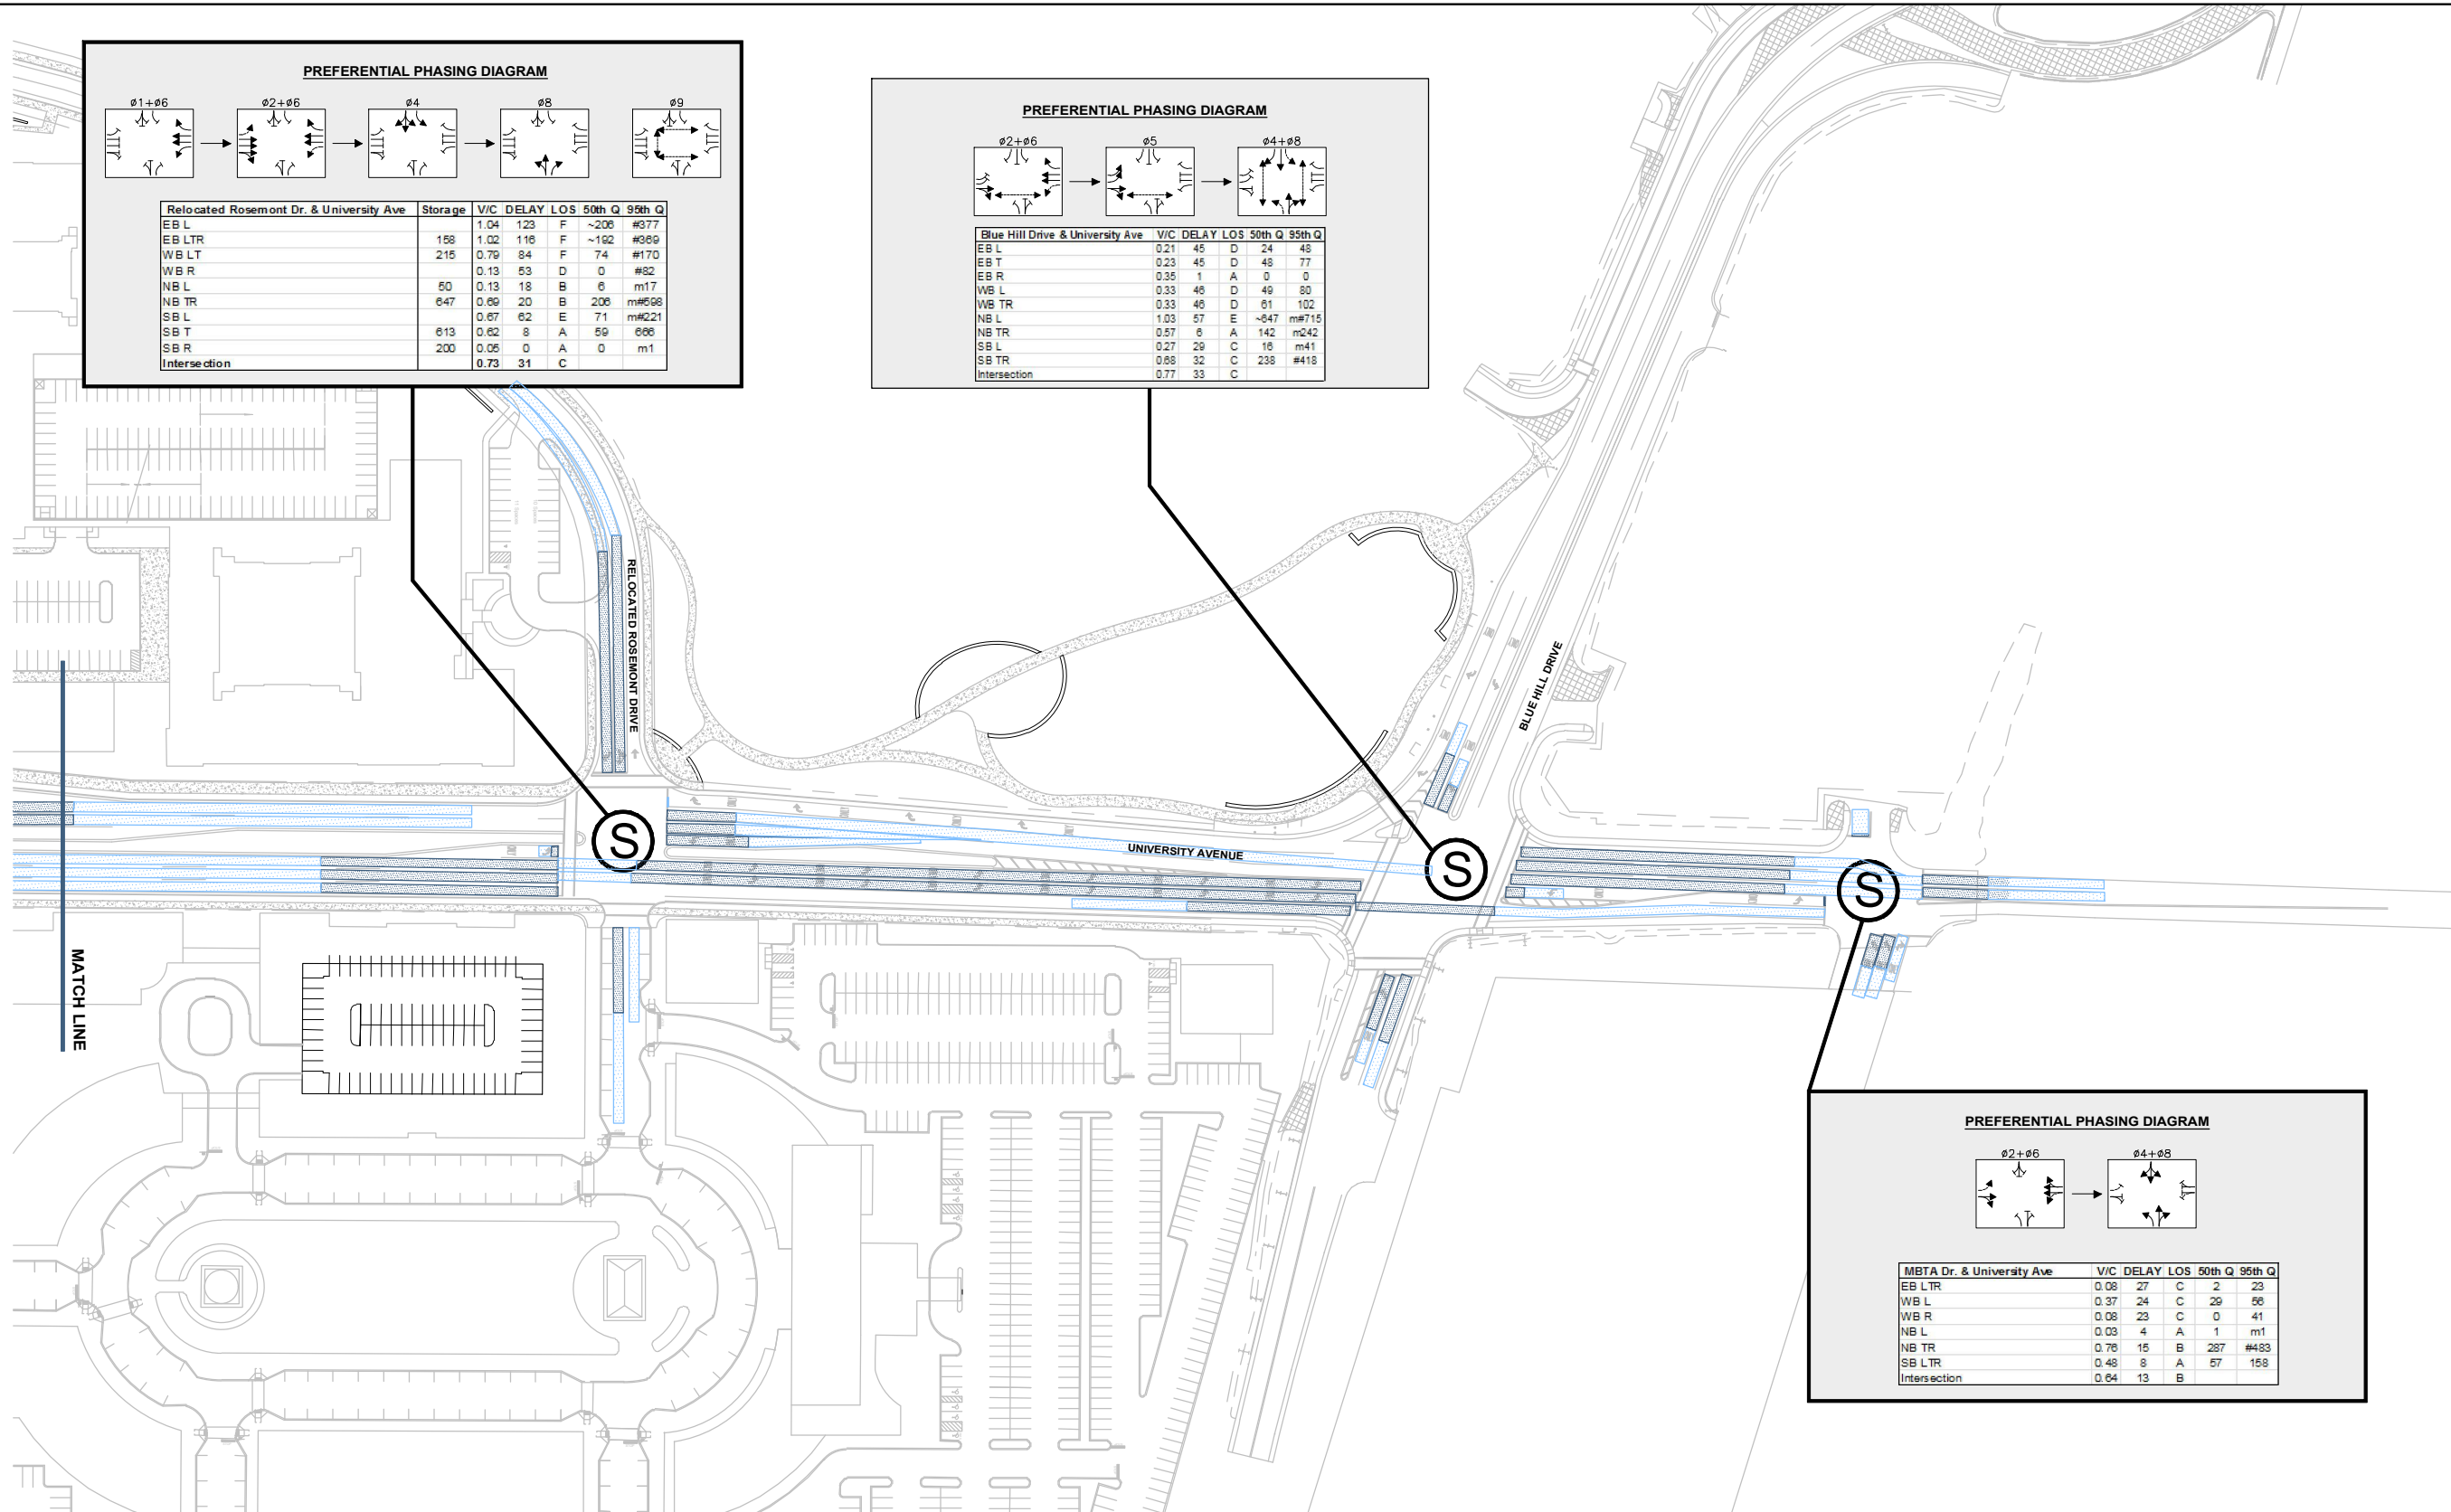 PREFERENTIAL PHASING DIAGRAM
ø1+ø6 ø2+ø6 ø4 ø8 ø9
Relocated Rosemont Dr. & University Ave Storage V/C DELAY LOS 50th Q 95th Q
EB L 1.04 123 F ~206 #377
EB LTR 158 1.02 116 F ~192 #369
WB LT 215 0.79 84 F 74 #170
WB R 0.13 53 D 0 #82
NB L 50 0.13 18 B 6 m17
NB TR 647 0.69 20 B 206 m#598
SB L 0.67 62 E 71 m#221
SB T 613 0.62 8 A 59 666
SB R 200 0.05 0 A 0 m1
Intersection 0.73 31 C
PREFERENTIAL PHASING DIAGRAM
ø2+ø6 ø5 ø4+ø8
Blue Hill Drive & University Ave V/C DELAY LOS 50th Q 95th Q
EB L 0.21 45 D 24 48
EB T 0.23 45 D 48 77
EB R 0.35 1 A 0 0
WB L 0.33 46 D 49 80
WB TR 0.33 46 D 61 102
NB L 1.03 57 E ~647 m#715
NB TR 0.57 6 A 142 m242
SB L 0.27 29 C 16 m41
SB TR 0.68 32 C 238 #418
Intersection 0.77 33 C
RELOCATED ROSEMONT DRIVE
BLUE HILL DRIVE
S
UNIVERSITY AVENUE
S
S
MATCH LINE
PREFERENTIAL PHASING DIAGRAM
ø2+ø6 ø4+ø8
MBTA Dr. & University Ave V/C DELAY LOS 50th Q 95th Q
EB LTR 0.08 27 C 2 23
WB L 0.37 24 C 29 56
WB R 0.08 23 C 0 41
NB L 0.03 4 A 1 m1
NB TR 0.76 15 B 287 #483
SB LTR 0.48 8 A 57 158
Intersection 0.64 13 B